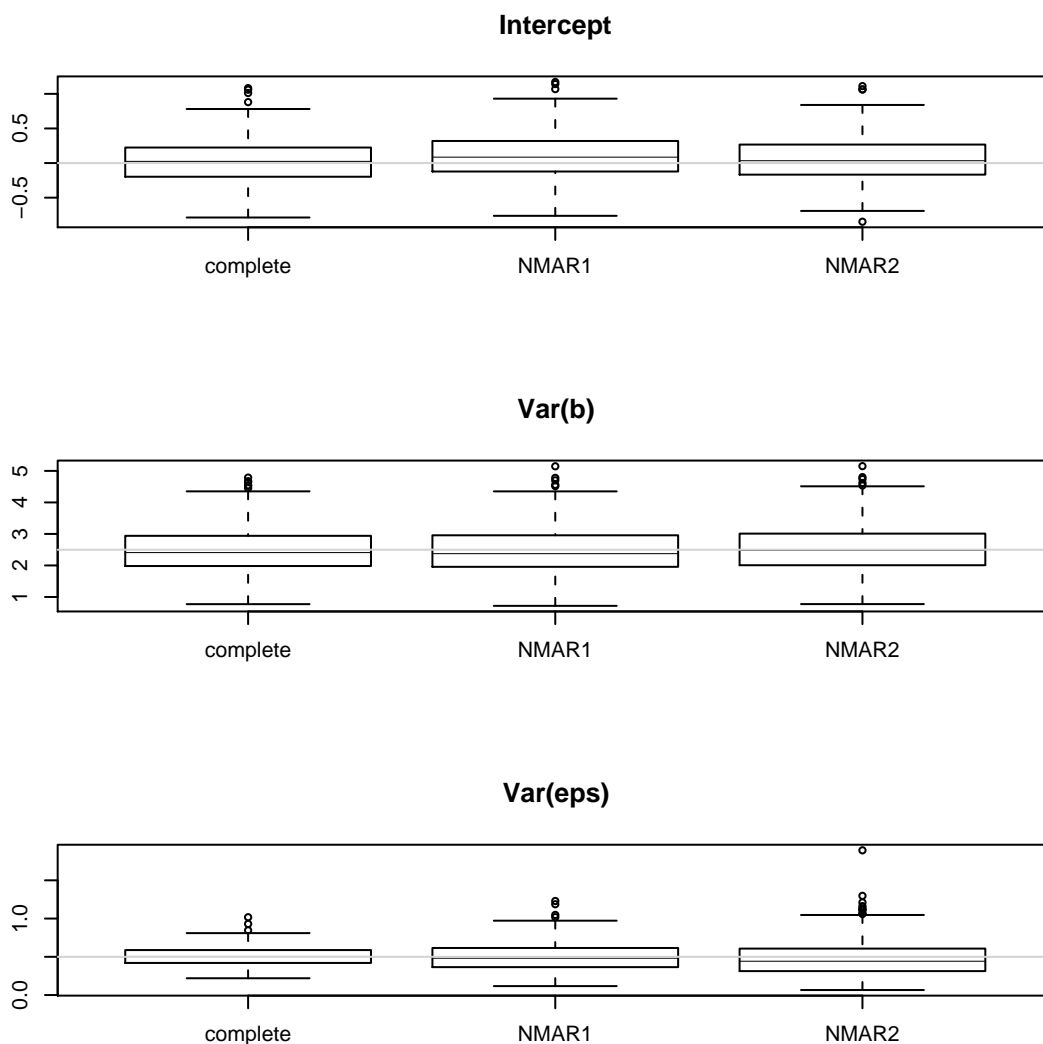 Intercept
0.5
−0.5
complete NMAR1 NMAR2
Var(b)
5
4
3
2
1
complete NMAR1 NMAR2
Var(eps)
1.0
0.0
complete NMAR1 NMAR2